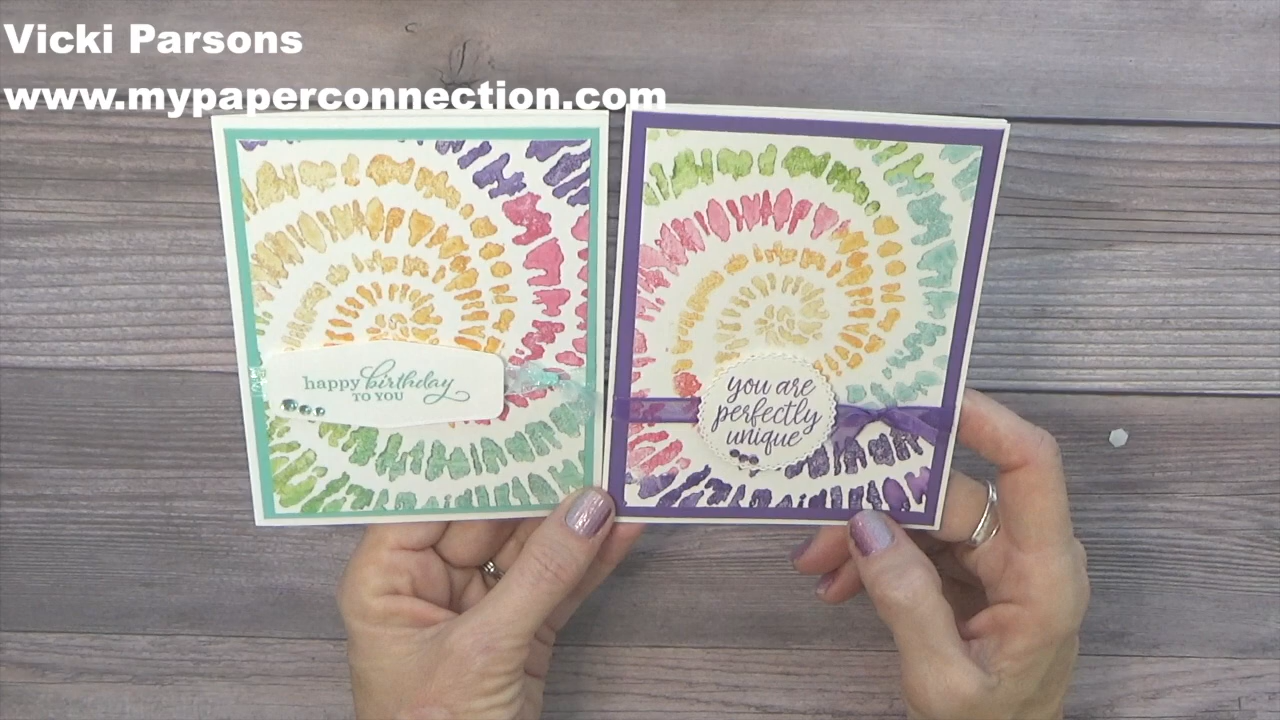 Vicki Parsons
www.mypaperconnection.com
happy birthday
TO YOU
you are
perfectly
unique